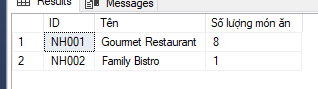 Results Messages
ID Tên Số lượng món ăn
1 NH001 Gourmet Restaurant 8
2 NH002 Family Bistro 1